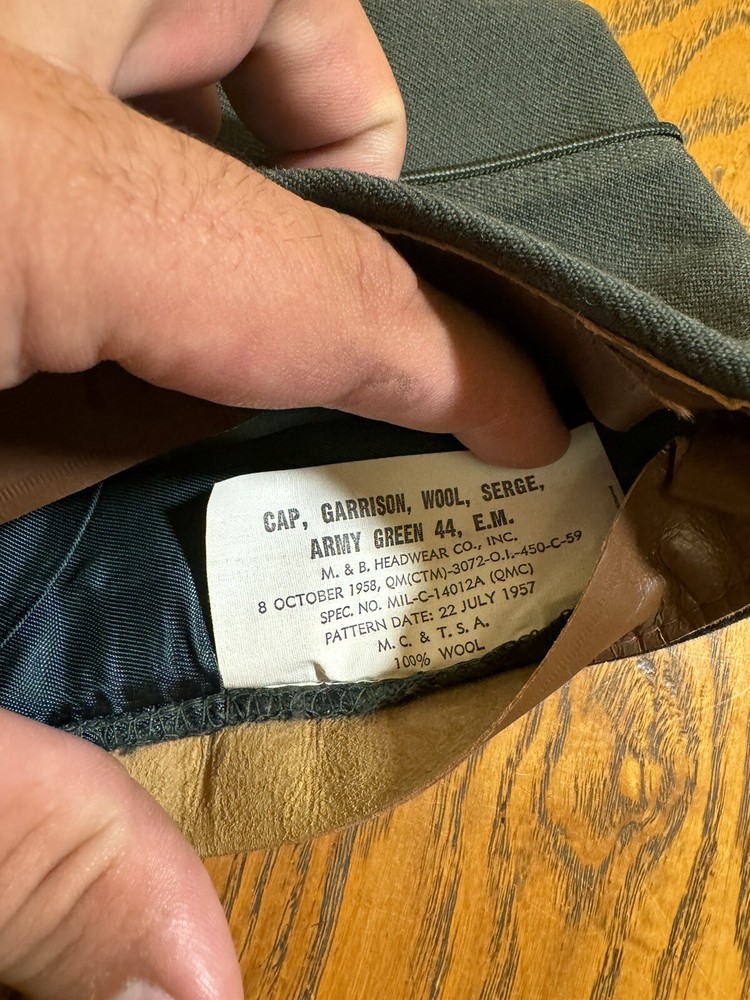 CAP, GARRISON, WOOL, SERGE,
ARMY GREEN 44, E.M.
M. & B. HEADWEAR CO., INC.
8 OCTOBER 1958, QM(CTM)-3072-O.I.-450-C-59
SPEC. NO. MIL-C-14012A (QMC)
PATTERN DATE: 22 JULY 1957
M. C. & T. S. A.
100% WOOL